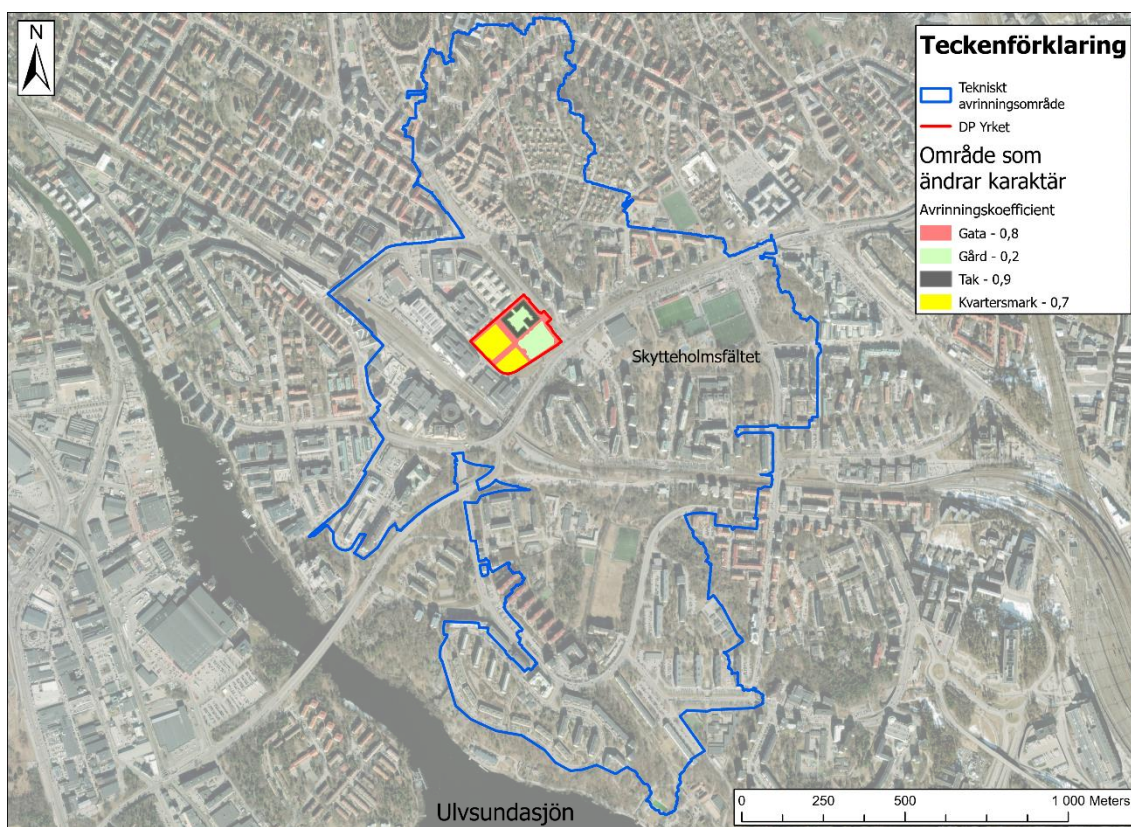 N
Teckenförklaring
Tekniskt
avrinningsområde
DP Yrket
Område som
ändrar karaktär
Avrinningskoefficient
Gata - 0,8
Gård - 0,2
Tak - 0,9
Kvartersmark - 0,7
Skytteholmsfältet
Ulvsundasjön
0 250 500 1 000 Meters